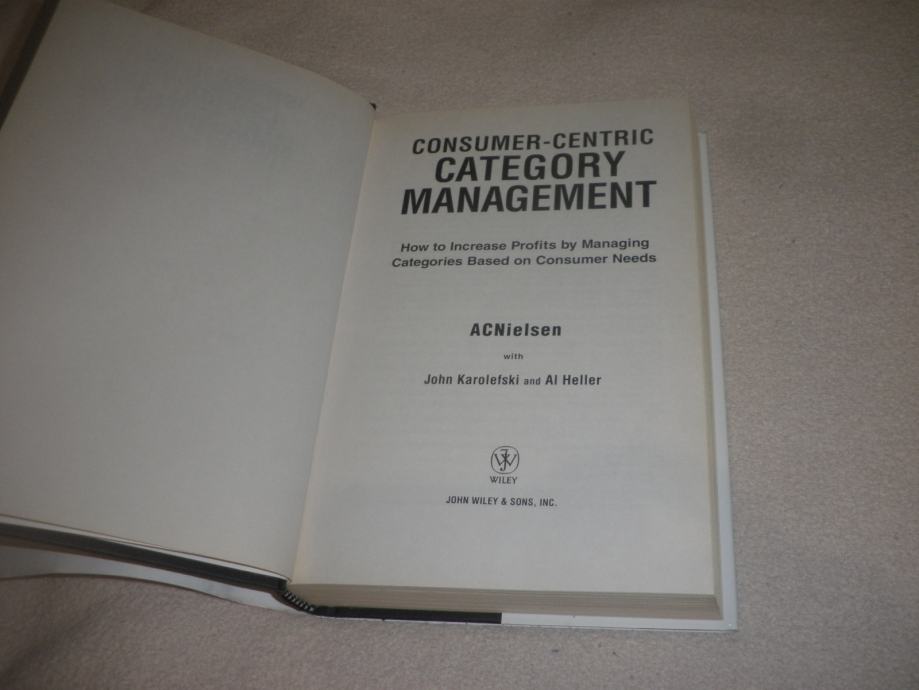 CONSUMER-CENTRIC
CATEGORY
MANAGEMENT
How to Increase Profits by Managing
Categories Based on Consumer Needs
ACNielsen
with
John Karolefski and Al Heller
WILEY
JOHN WILEY & SONS, INC.